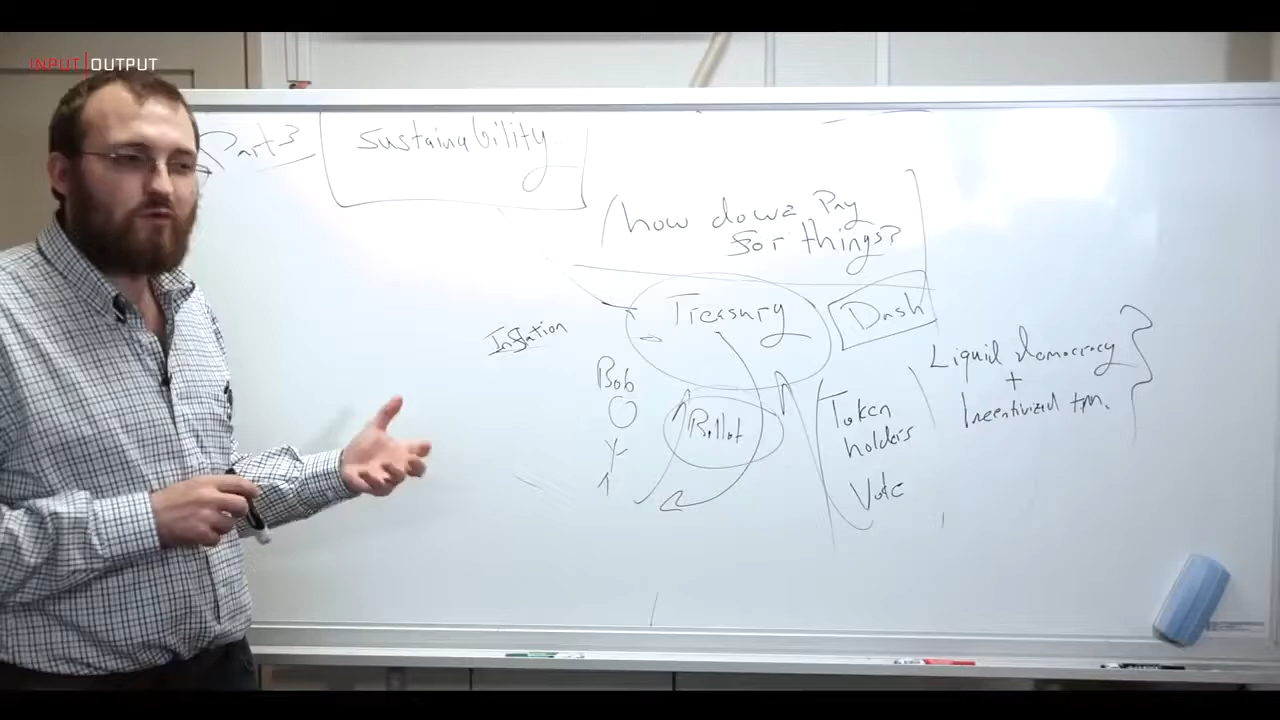 INPUT|OUTPUT
Part 3
Sustainability
how do we Pay
for things?
Treasury
Dash
Inflation
Liquid democracy
+
Incentivized
Bob
Ballot
Token
holders
Vote